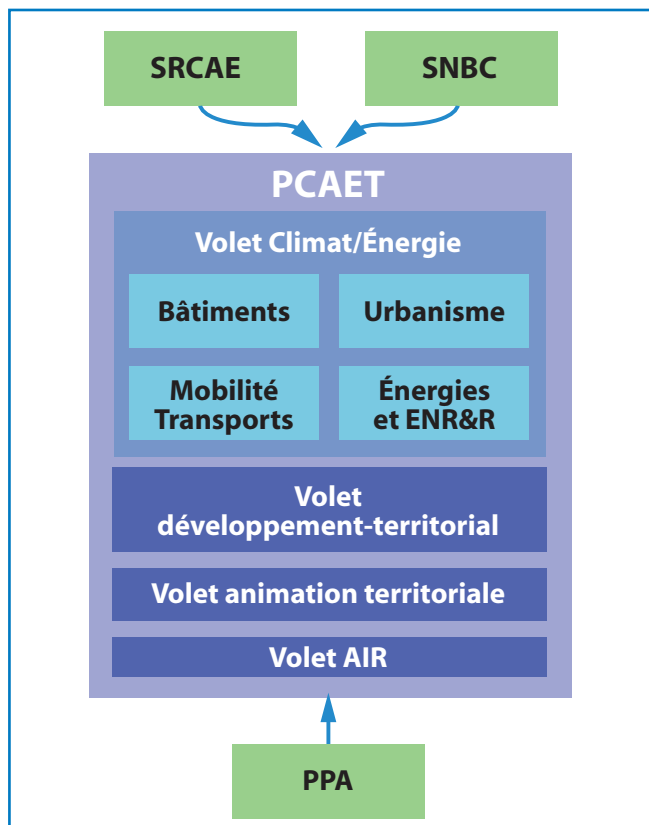 SRCAE
SNBC
PCAET
Volet Climat/Énergie
Bâtiments
Urbanisme
Mobilité
Transports
Énergies
et ENR&R
Volet
développement-territorial
Volet animation territoriale
Volet AIR
PPA